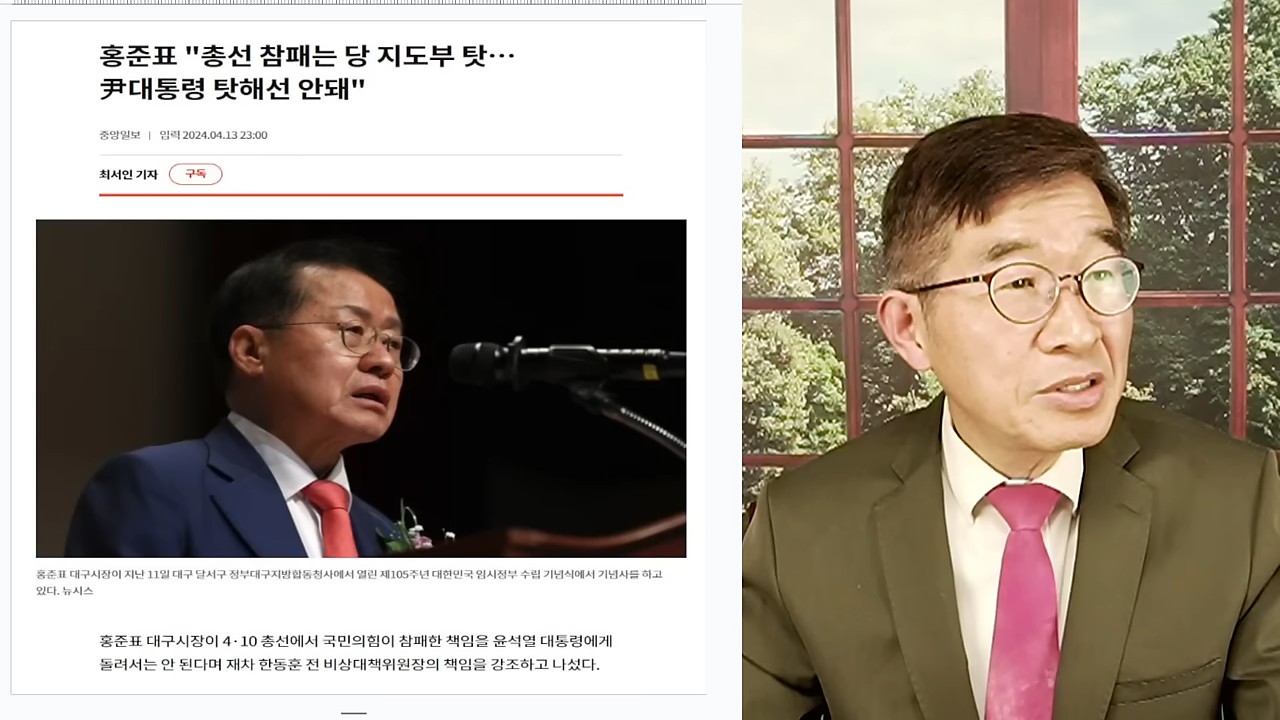 홍준표 "총선 참패는 당 지도부 탓…
尹대통령 탓해선 안돼"
중앙일보 | 입력 2024.04.13 23:00
최서인 기자 구독
홍준표 대구시장이 지난 11일 대구 달서구 정부대구지방합동청사에서 열린 제105주년 대한민국 임시정부 수립 기념식에서 기념사를 하고
있다. 뉴시스
홍준표 대구시장이 4·10 총선에서 국민의힘이 참패한 책임을 윤석열 대통령에게
돌려서는 안 된다며 재차 한동훈 전 비상대책위원장의 책임을 강조하고 나섰다.